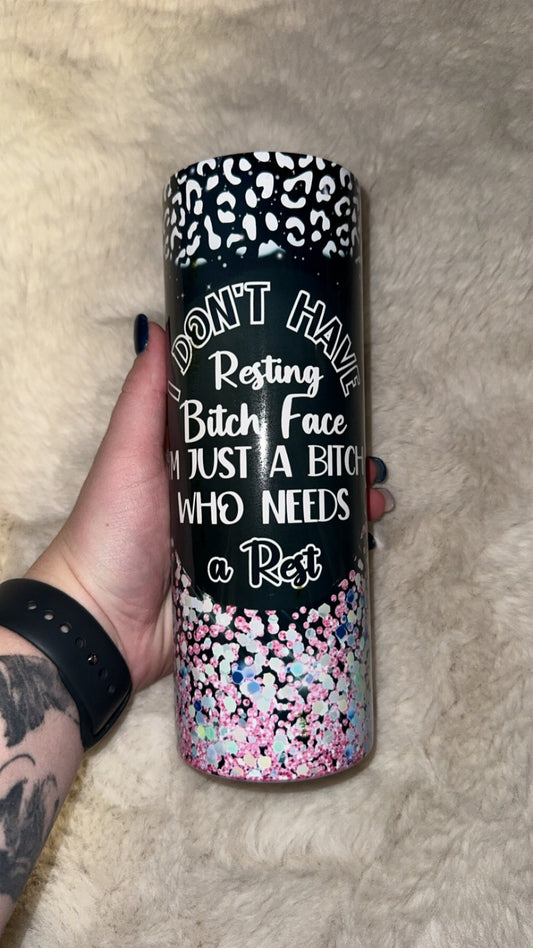 I DON'T HAVE
Resting
Bitch Face
I'M JUST A BITCH
WHO NEEDS
a Rest